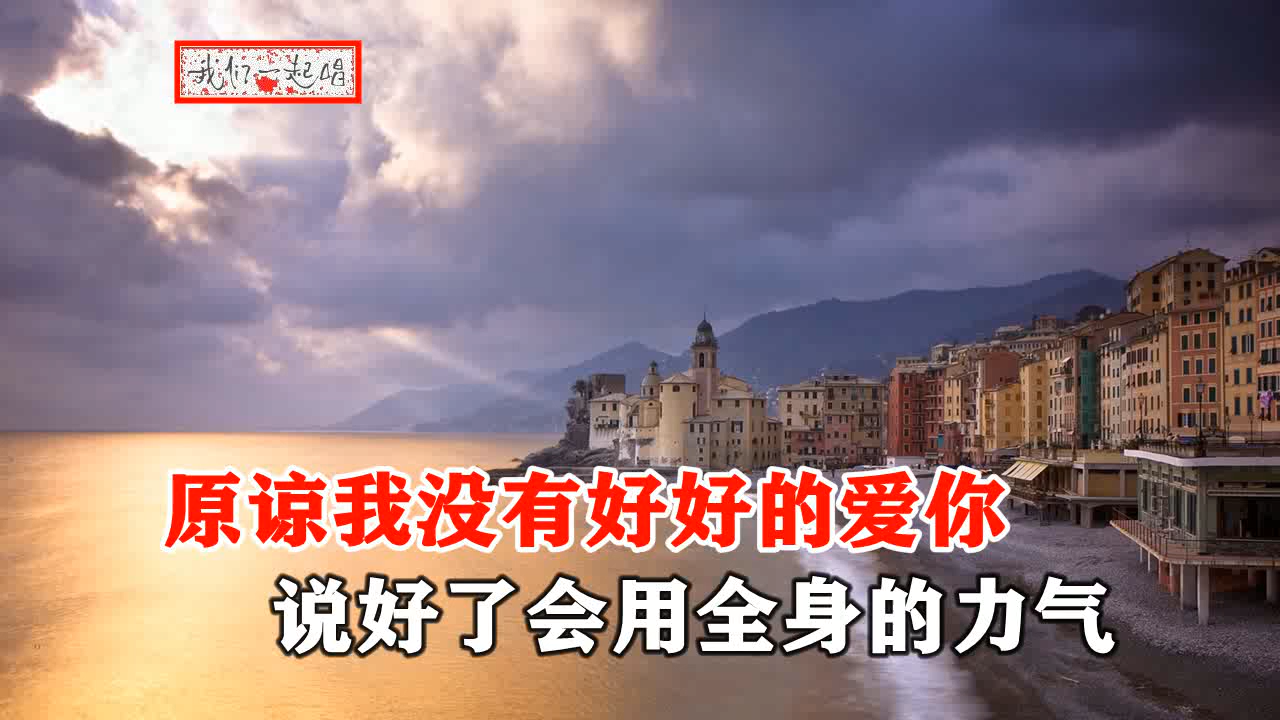 我们一起唱
原谅我没有好好的爱你
说好了会用全身的力气